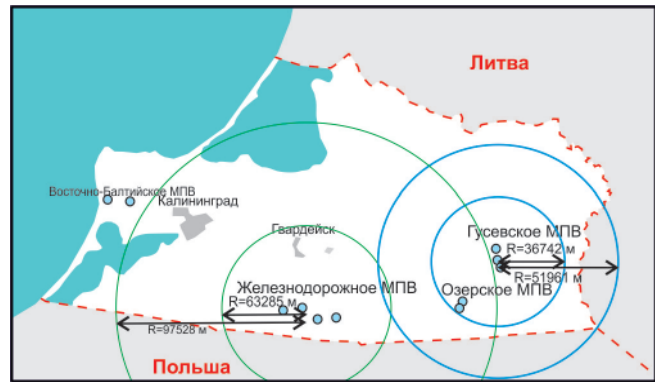 Литва
Восточно-Балтийское МПВ
Калининград
Гвардейск
Гусевское МПВ
R=36742 м
R=51961 м
Железнодорожное МПВ
Озерское МПВ
R=63285 м
R=97528 м
Польша